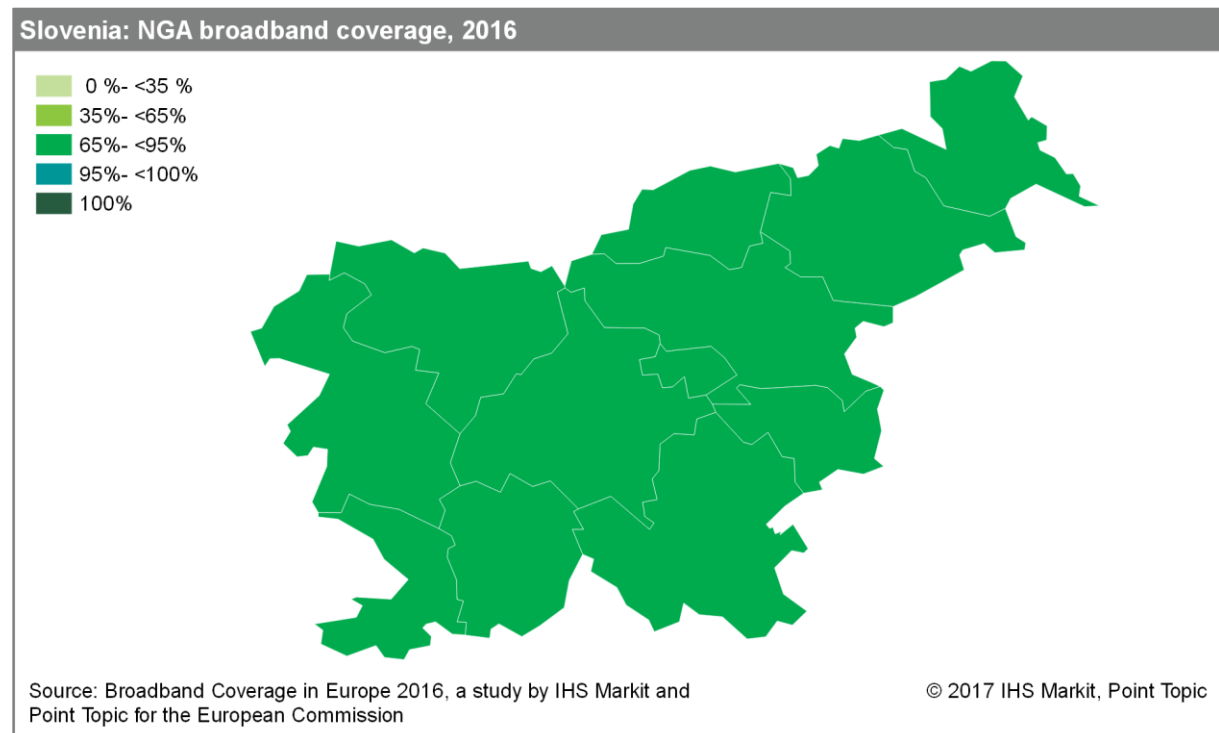 Slovenia: NGA broadband coverage, 2016
0 %- <35 %
35%- <65%
65%- <95%
95%- <100%
100%
Source: Broadband Coverage in Europe 2016, a study by IHS Markit and
Point Topic for the European Commission
© 2017 IHS Markit, Point Topic